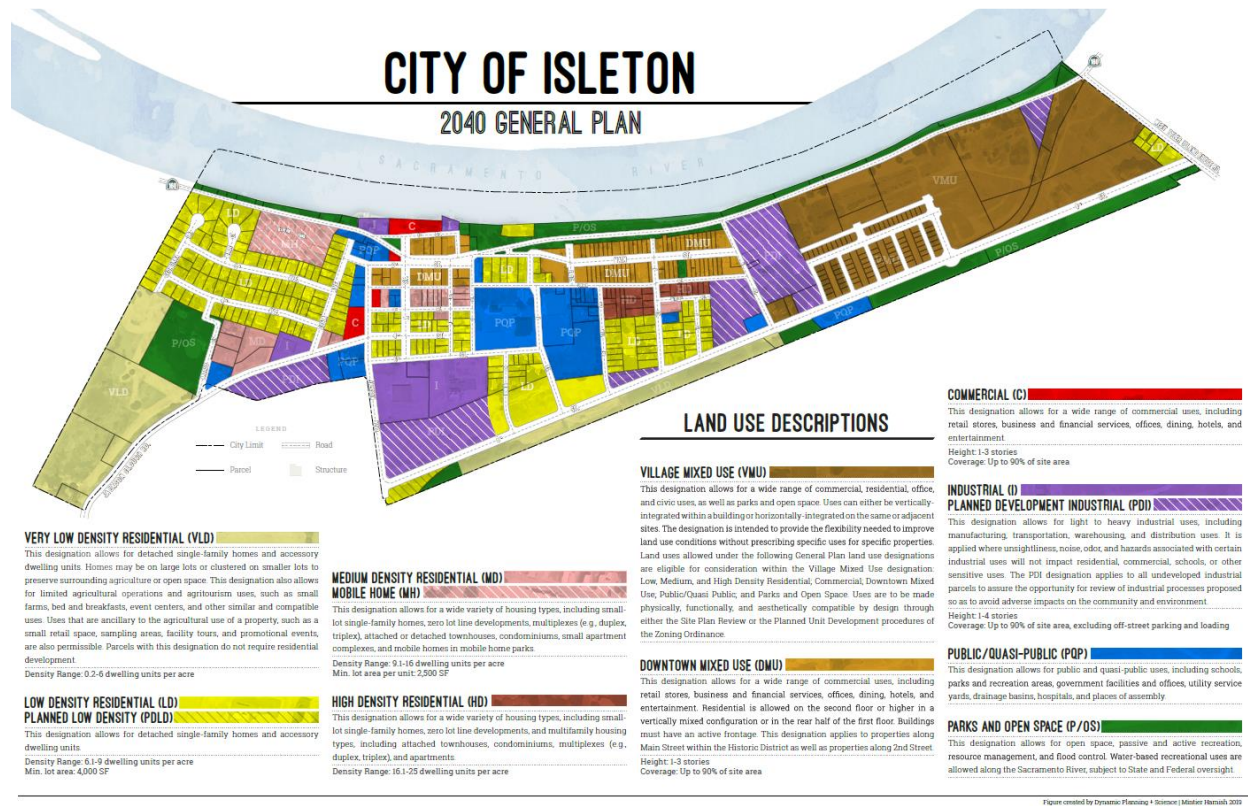 CITY OF ISLETON
2040 GENERAL PLAN
SACRAMENTO RIVER
LD
MH
PQP
I
C
P/OS
VMU
LD
DMU
DMU
DMU
LD
P/OS
PDI
HD
HD
LD
C
LD
PQP
PQP
PQP
LD
LD
P/OS
MD
I
PQP
VLD
I
LD
LEGEND
City Limit
Road
Parcel
Structure
LAND USE DESCRIPTIONS
VERY LOW DENSITY RESIDENTIAL (VLD)
This designation allows for detached single-family homes and accessory
dwelling units. Homes may be on large lots or clustered on smaller lots to
preserve surrounding agriculture or open space. This designation also allows
for limited agricultural operations and agritourism uses, such as small
farms, bed and breakfasts, event centers, and other similar and compatible
uses. Uses that are ancillary to the agricultural use of a property, such as a
small retail space, sampling areas, facility tours, and promotional events,
are also permissible. Parcels with this designation do not require residential
development.
Density Range: 0.2-6 dwelling units per acre
LOW DENSITY RESIDENTIAL (LD)
PLANNED LOW DENSITY (PDLD)
This designation allows for detached single-family homes and accessory
dwelling units.
Density Range: 6.1-9 dwelling units per acre
Min. lot area: 4,000 SF
MEDIUM DENSITY RESIDENTIAL (MD)
MOBILE HOME (MH)
This designation allows for a wide variety of housing types, including small-
lot single-family homes, zero lot line developments, multiplexes (e.g., duplex,
triplex), attached or detached townhouses, condominiums, small apartment
complexes, and mobile homes in mobile home parks.
Density Range: 9.1-16 dwelling units per acre
Min. lot area per unit: 2,500 SF
HIGH DENSITY RESIDENTIAL (HD)
This designation allows for a wide variety of housing types, including small-
lot single-family homes, zero lot line developments, and multifamily housing
types, including attached townhouses, condominiums, multiplexes (e.g.,
duplex, triplex), and apartments.
Density Range: 16.1-25 dwelling units per acre
VILLAGE MIXED USE (VMU)
This designation allows for a wide range of commercial, residential, office,
and civic uses, as well as parks and open space. Uses can either be vertically-
integrated within a building or horizontally-integrated on the same or adjacent
sites. The designation is intended to provide the flexibility needed to improve
land use conditions without prescribing specific uses for specific properties.
Land uses allowed under the following General Plan land use designations
are eligible for consideration within the Village Mixed Use designation:
Low, Medium, and High Density Residential; Commercial; Downtown Mixed
Use; Public/Quasi Public; and Parks and Open Space. Uses are to be made
physically, functionally, and aesthetically compatible by design through
either the Site Plan Review or the Planned Unit Development procedures of
the Zoning Ordinance.
DOWNTOWN MIXED USE (DMU)
This designation allows for a wide range of commercial uses, including
retail stores, business and financial services, offices, dining, hotels, and
entertainment. Residential is allowed on the second floor or higher in a
vertically mixed configuration or in the rear half of the first floor. Buildings
must have an active frontage. This designation applies to properties along
Main Street within the Historic District as well as properties along 2nd Street.
Height: 1-3 stories
Coverage: Up to 90% of site area
COMMERCIAL (C)
This designation allows for a wide range of commercial uses, including
retail stores, business and financial services, offices, dining, hotels, and
entertainment.
Height: 1-3 stories
Coverage: Up to 90% of site area
INDUSTRIAL (I)
PLANNED DEVELOPMENT INDUSTRIAL (PDI)
This designation allows for light to heavy industrial uses, including
manufacturing, transportation, warehousing, and distribution uses. It is
applied where unsightliness, noise, odor, and hazards associated with certain
industrial uses will not impact residential, commercial, schools, or other
sensitive uses. The PDI designation applies to all undeveloped industrial
parcels to assure the opportunity for review of industrial processes proposed
so as to avoid adverse impacts on the community and environment.
Height: 1-4 stories
Coverage: Up to 90% of site area, excluding off-street parking and loading
PUBLIC/QUASI-PUBLIC (PQP)
This designation allows for public and quasi-public uses, including schools,
parks and recreation areas, government facilities and offices, utility service
yards, drainage basins, hospitals, and places of assembly.
PARKS AND OPEN SPACE (P/OS)
This designation allows for open space, passive and active recreation,
resource management, and flood control. Water-based recreational uses are
allowed along the Sacramento River, subject to State and Federal oversight.
Figure created by Dynamic Planning + Science | Mintier Harnish 2022